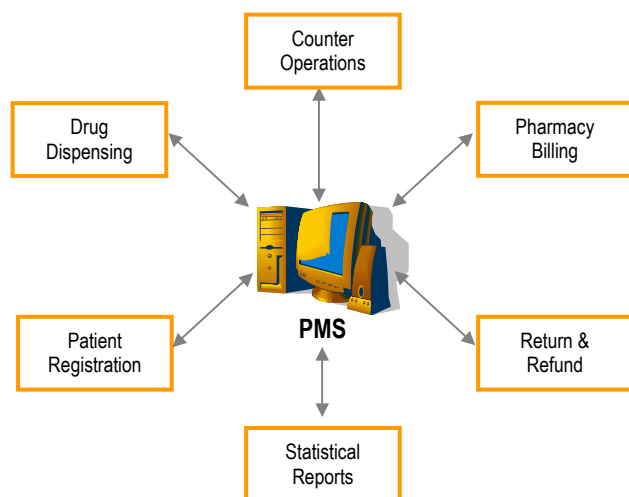 Counter
Operations
Drug
Dispensing
Pharmacy
Billing
PMS
Patient
Registration
Return &
Refund
Statistical
Reports